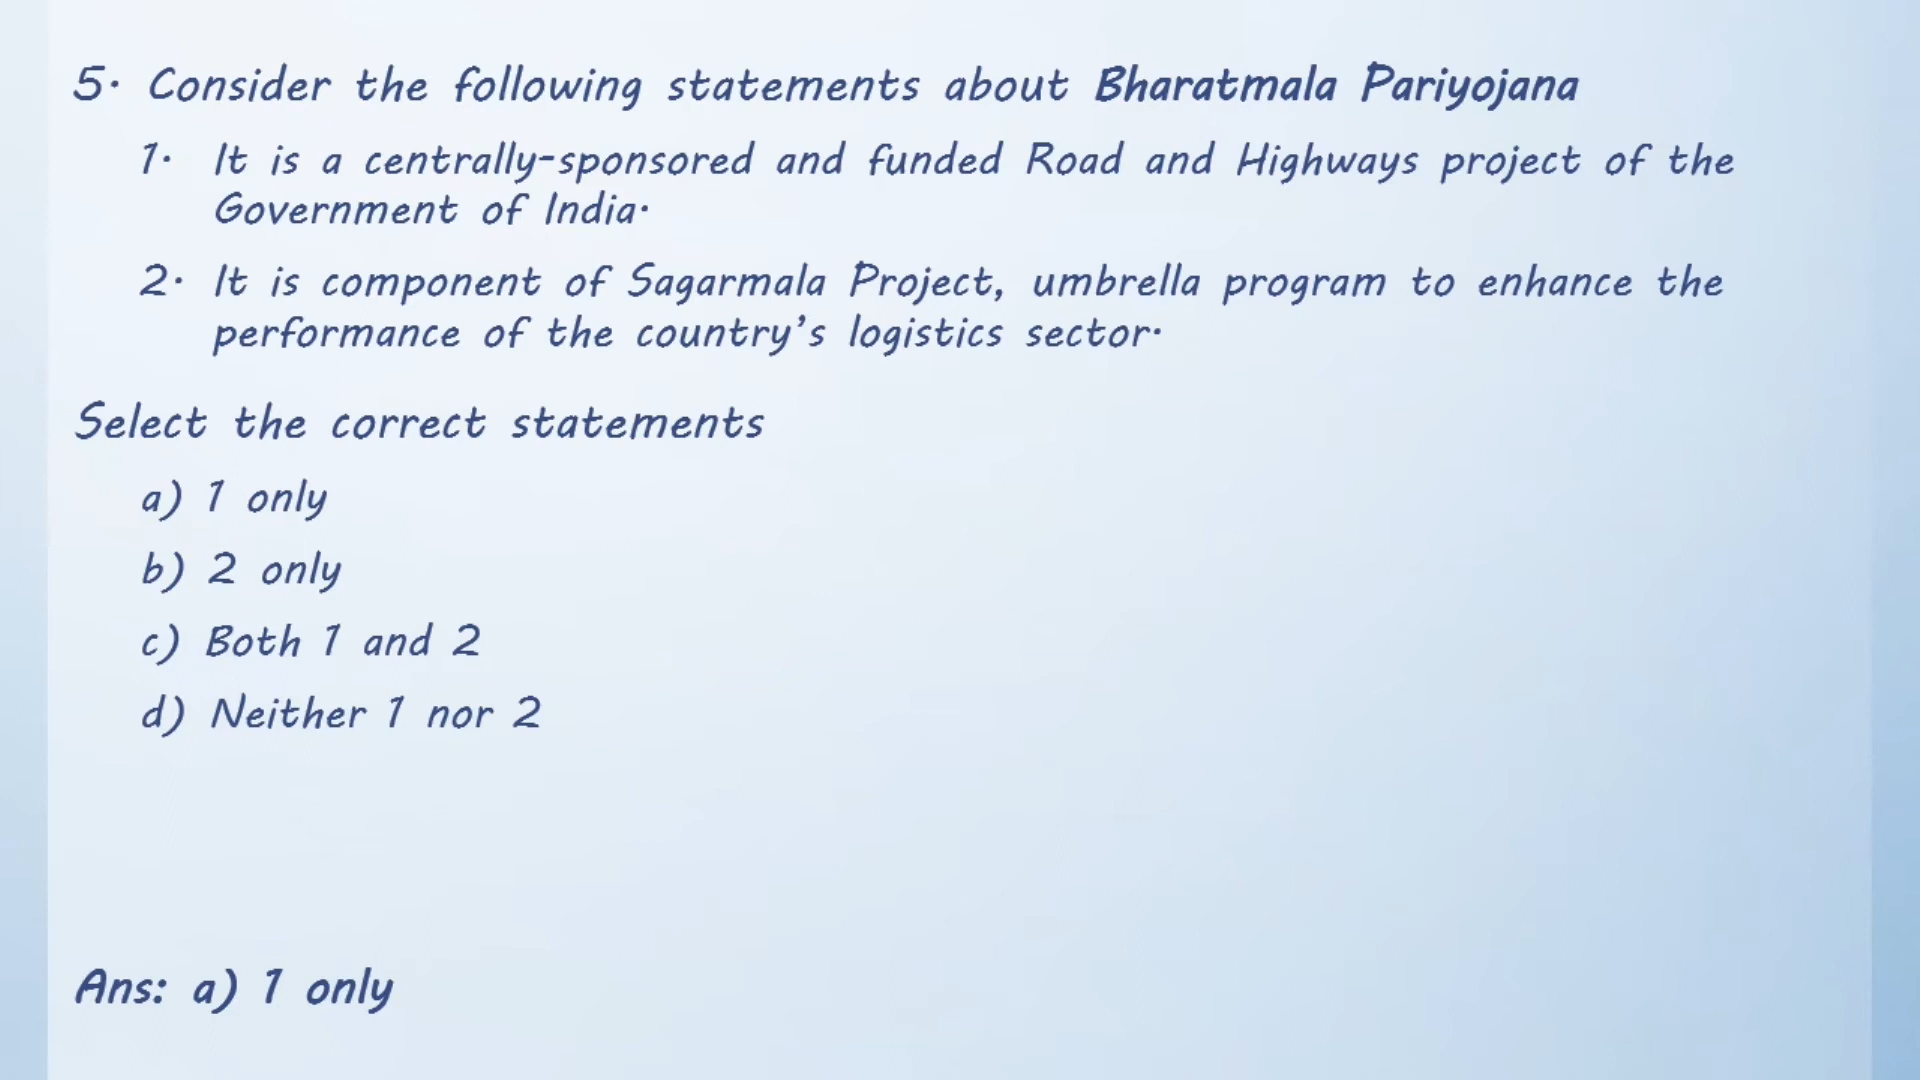 5. Consider the following statements about Bharatmala Pariyojana
1. It is a centrally-sponsored and funded Road and Highways project of the
Government of India.
2. It is component of Sagarmala Project, umbrella program to enhance the
performance of the country's logistics sector.
Select the correct statements
a) 1 only
b) 2 only
c) Both 1 and 2
d) Neither 1 nor 2
Ans: a) 1 only